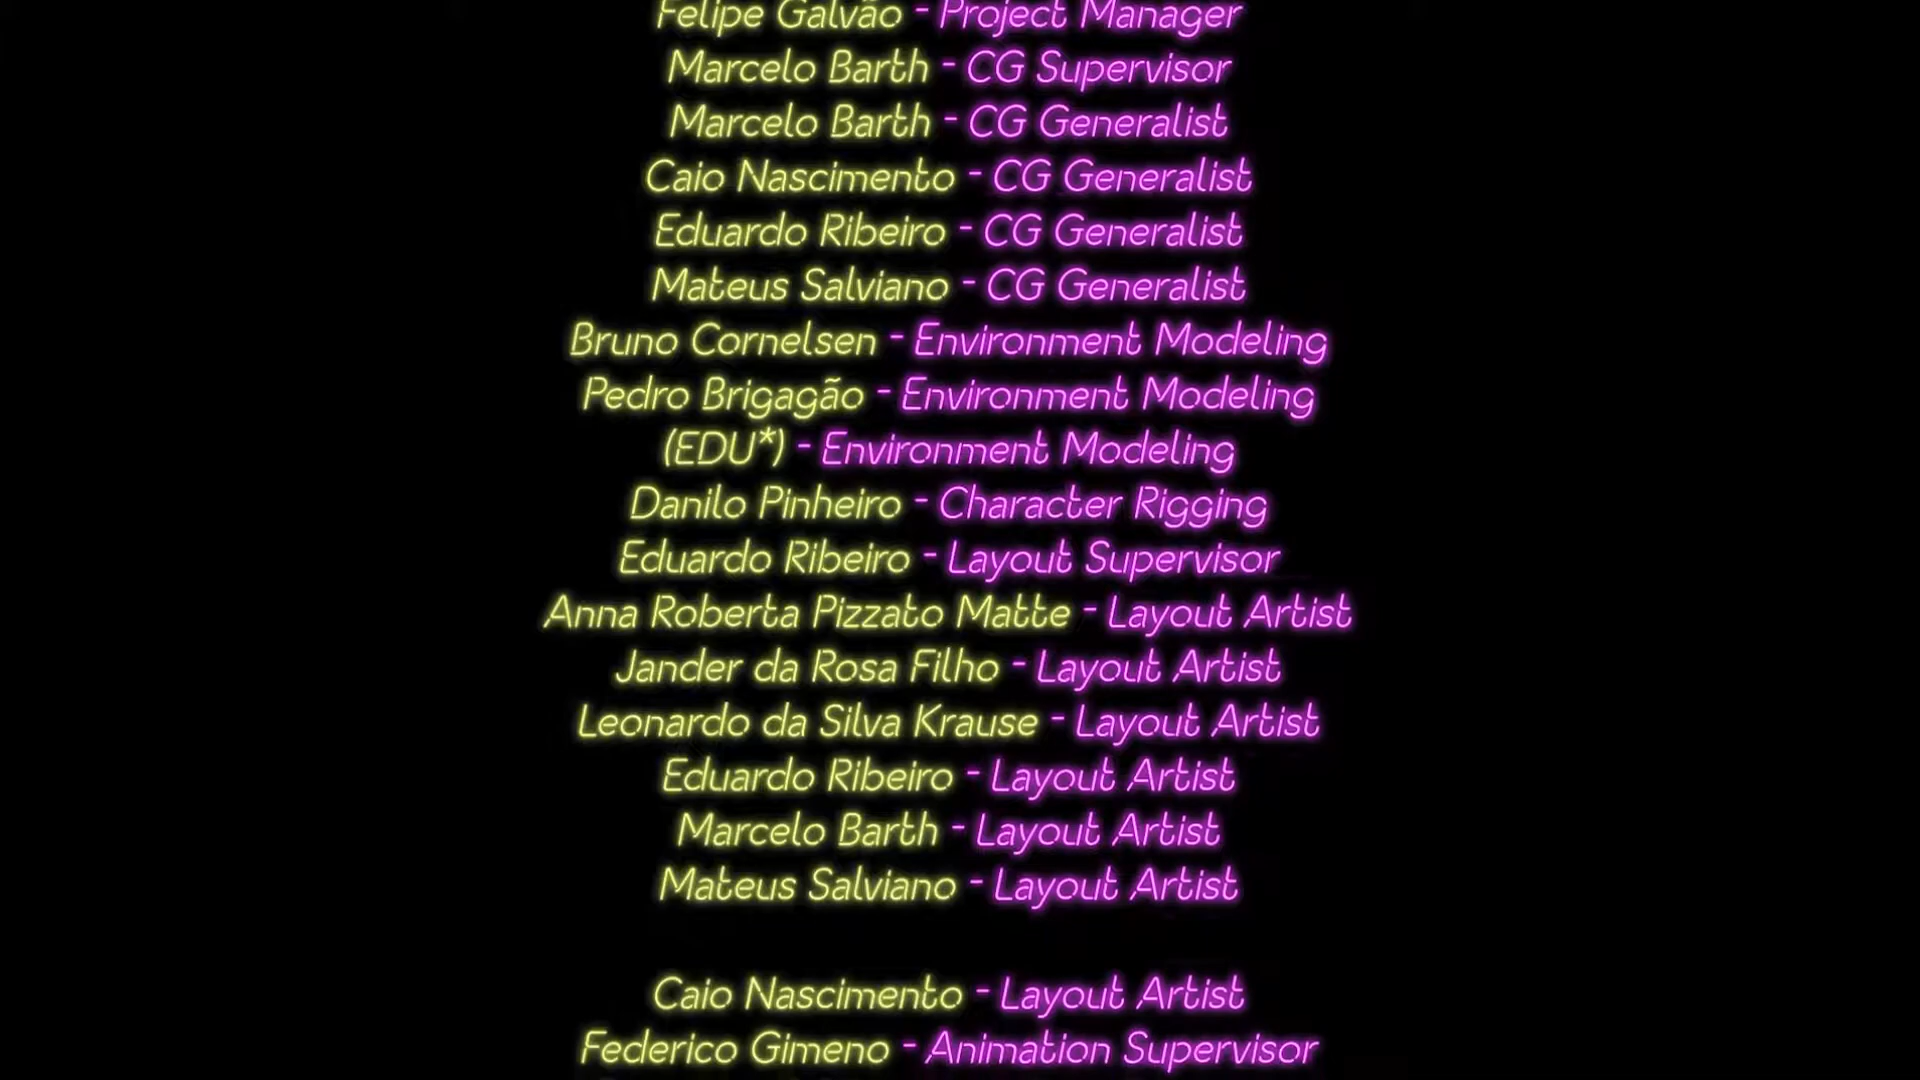 Felipe Galvão - Project Manager
Marcelo Barth - CG Supervisor
Marcelo Barth - CG Generalist
Caio Nascimento - CG Generalist
Eduardo Ribeiro - CG Generalist
Mateus Salviano - CG Generalist
Bruno Cornelsen - Environment Modeling
Pedro Brigagão - Environment Modeling
(EDU*) - Environment Modeling
Danilo Pinheiro - Character Rigging
Eduardo Ribeiro - Layout Supervisor
Anna Roberta Pizzato Matte - Layout Artist
Jander da Rosa Filho - Layout Artist
Leonardo da Silva Krause - Layout Artist
Eduardo Ribeiro - Layout Artist
Marcelo Barth - Layout Artist
Mateus Salviano - Layout Artist
Caio Nascimento - Layout Artist
Federico Gimeno - Animation Supervisor